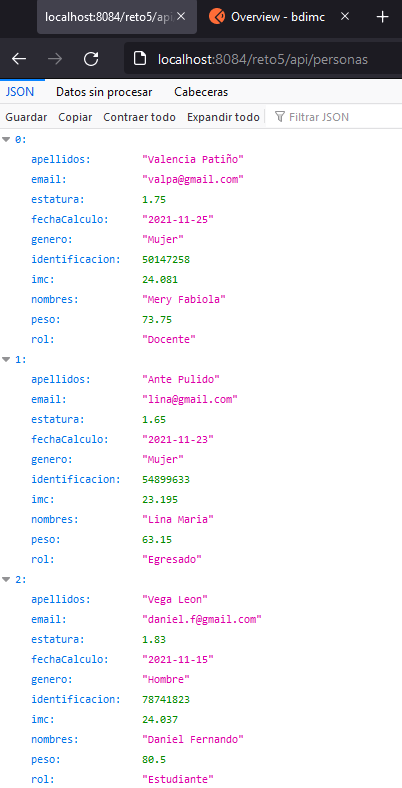 localhost:8084/reto5/api
Overview - bdimc
localhost:8084/reto5/api/personas
JSON Datos sin procesar Cabeceras
Guardar Copiar Contraer todo Expandir todo Filtrar JSON
0:
apellidos: "Valencia Patiño"
email: "valpa@gmail.com"
estatura: 1.75
fechaCalculo: "2021-11-25"
genero: "Mujer"
identificacion: 50147258
imc: 24.081
nombres: "Mery Fabiola"
peso: 73.75
rol: "Docente"
1:
apellidos: "Ante Pulido"
email: "lina@gmail.com"
estatura: 1.65
fechaCalculo: "2021-11-23"
genero: "Mujer"
identificacion: 54899633
imc: 23.195
nombres: "Lina Maria"
peso: 63.15
rol: "Egresado"
2:
apellidos: "Vega Leon"
email: "daniel.f@gmail.com"
estatura: 1.83
fechaCalculo: "2021-11-15"
genero: "Hombre"
identificacion: 78741823
imc: 24.037
nombres: "Daniel Fernando"
peso: 80.5
rol: "Estudiante"